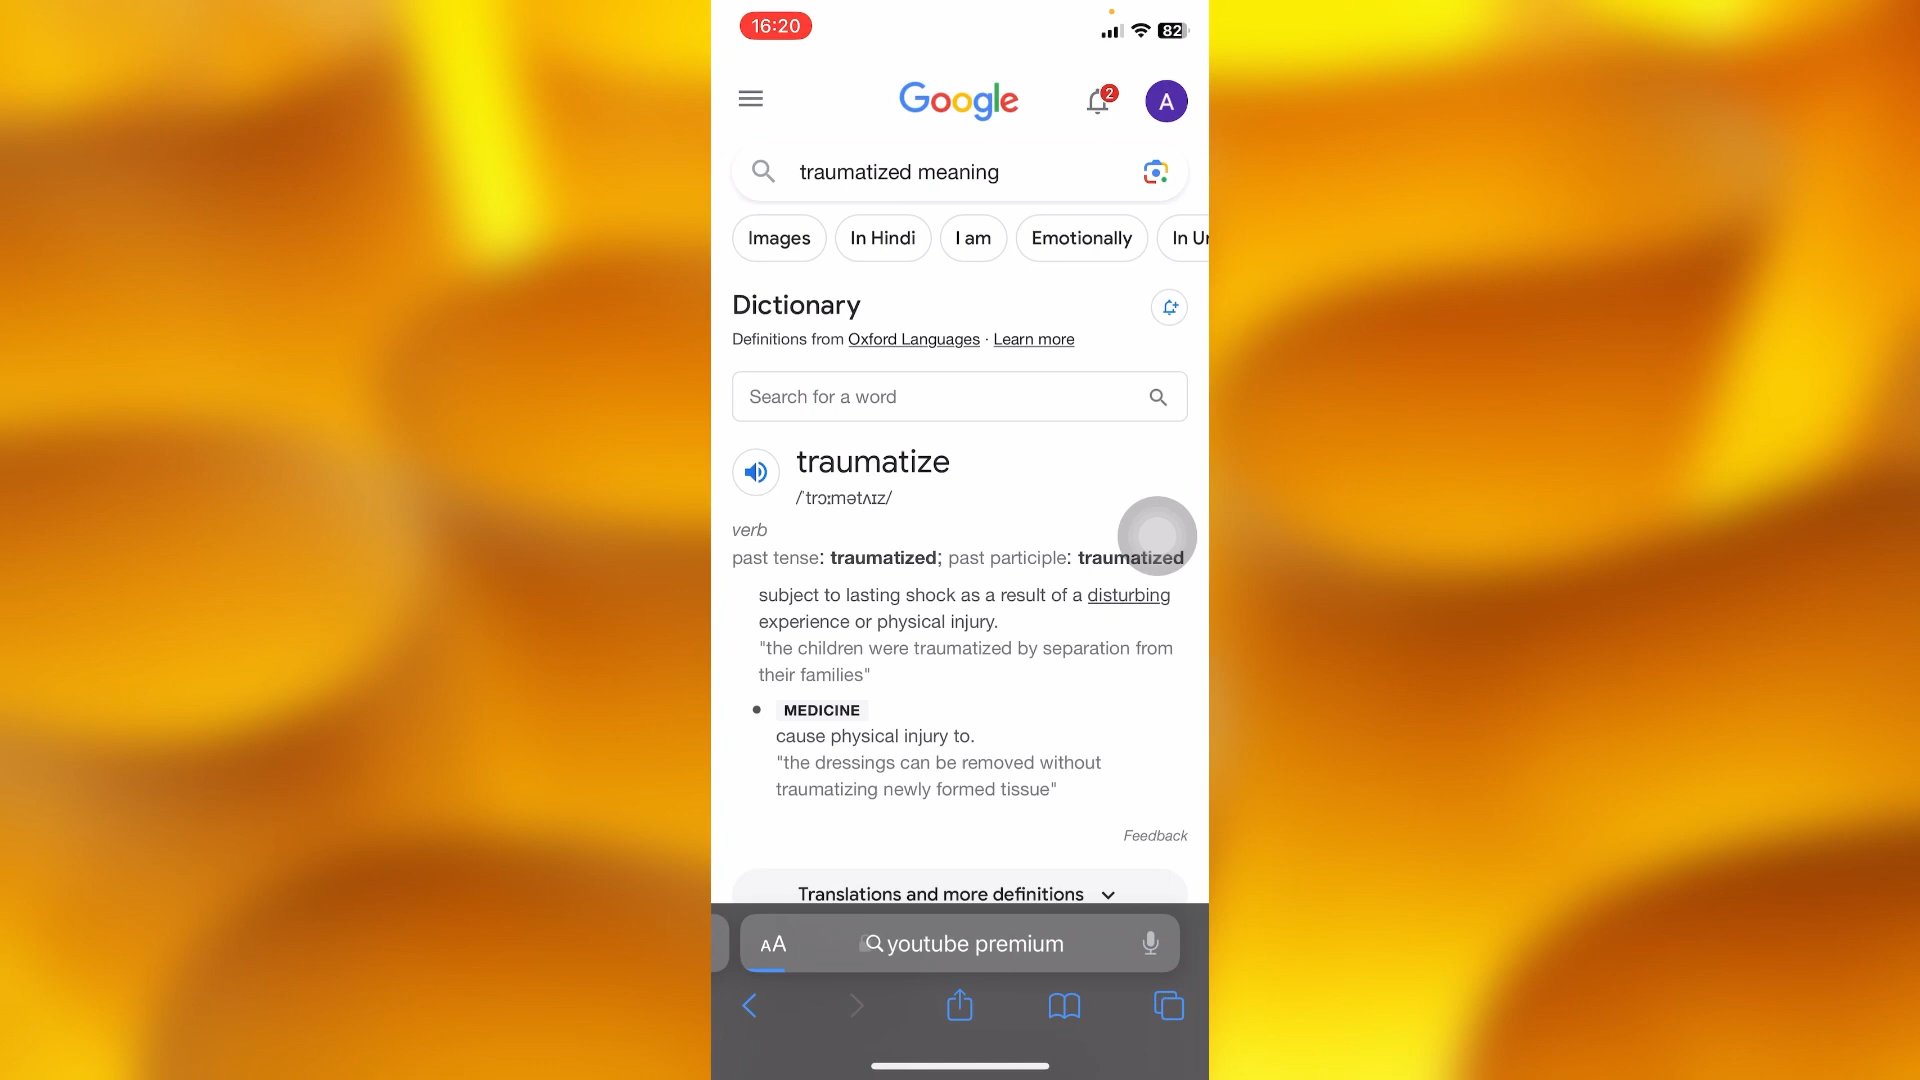 16:20
82
Google
2
A
traumatized meaning
Images
In Hindi
I am
Emotionally
In Ur
Dictionary
Definitions from Oxford Languages · Learn more
Search for a word
traumatize
/ˈtrɔːmətʌɪz/
verb
past tense: traumatized; past participle: traumatized
subject to lasting shock as a result of a disturbing
experience or physical injury.
"the children were traumatized by separation from
their families"
MEDICINE
cause physical injury to.
"the dressings can be removed without
traumatizing newly formed tissue"
Feedback
Translations and more definitions
AA
youtube premium